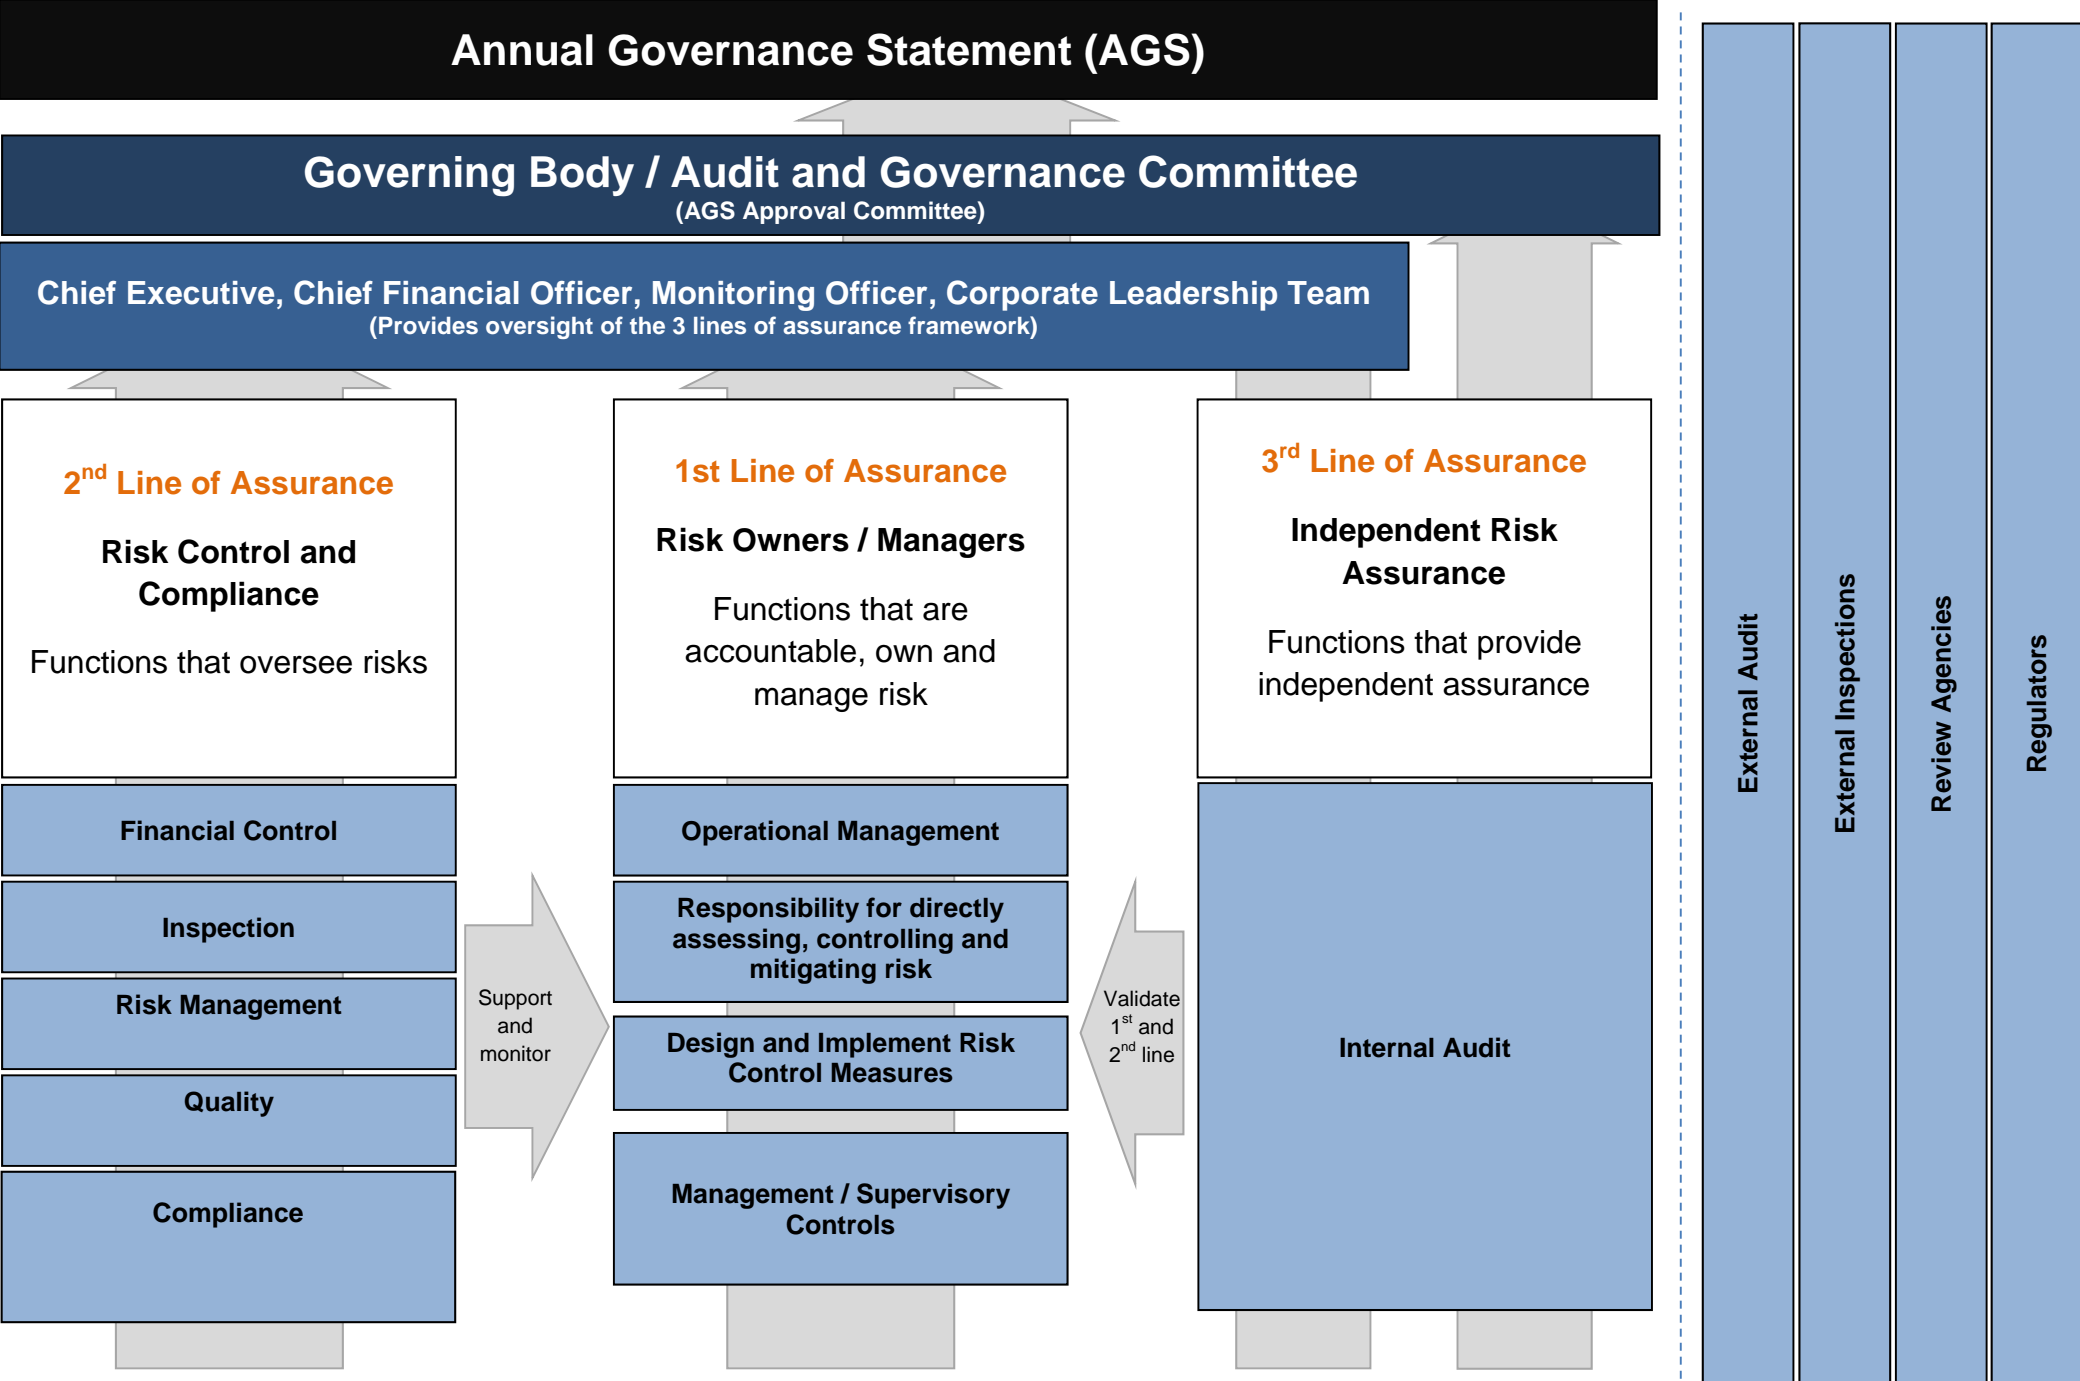 Annual Governance Statement (AGS)
Governing Body / Audit and Governance Committee
(AGS Approval Committee)
Chief Executive, Chief Financial Officer, Monitoring Officer, Corporate Leadership Team
(Provides oversight of the 3 lines of assurance framework)
2nd Line of Assurance
Risk Control and
Compliance
Functions that oversee risks
Financial Control
Inspection
Risk Management
Quality
Compliance
Support
and
monitor
1st Line of Assurance
Risk Owners / Managers
Functions that are
accountable, own and
manage risk
Operational Management
Responsibility for directly
assessing, controlling and
mitigating risk
Design and Implement Risk
Control Measures
Management / Supervisory
Controls
Validate
1st and
2nd line
3rd Line of Assurance
Independent Risk
Assurance
Functions that provide
independent assurance
Internal Audit
External Audit
External Inspections
Review Agencies
Regulators